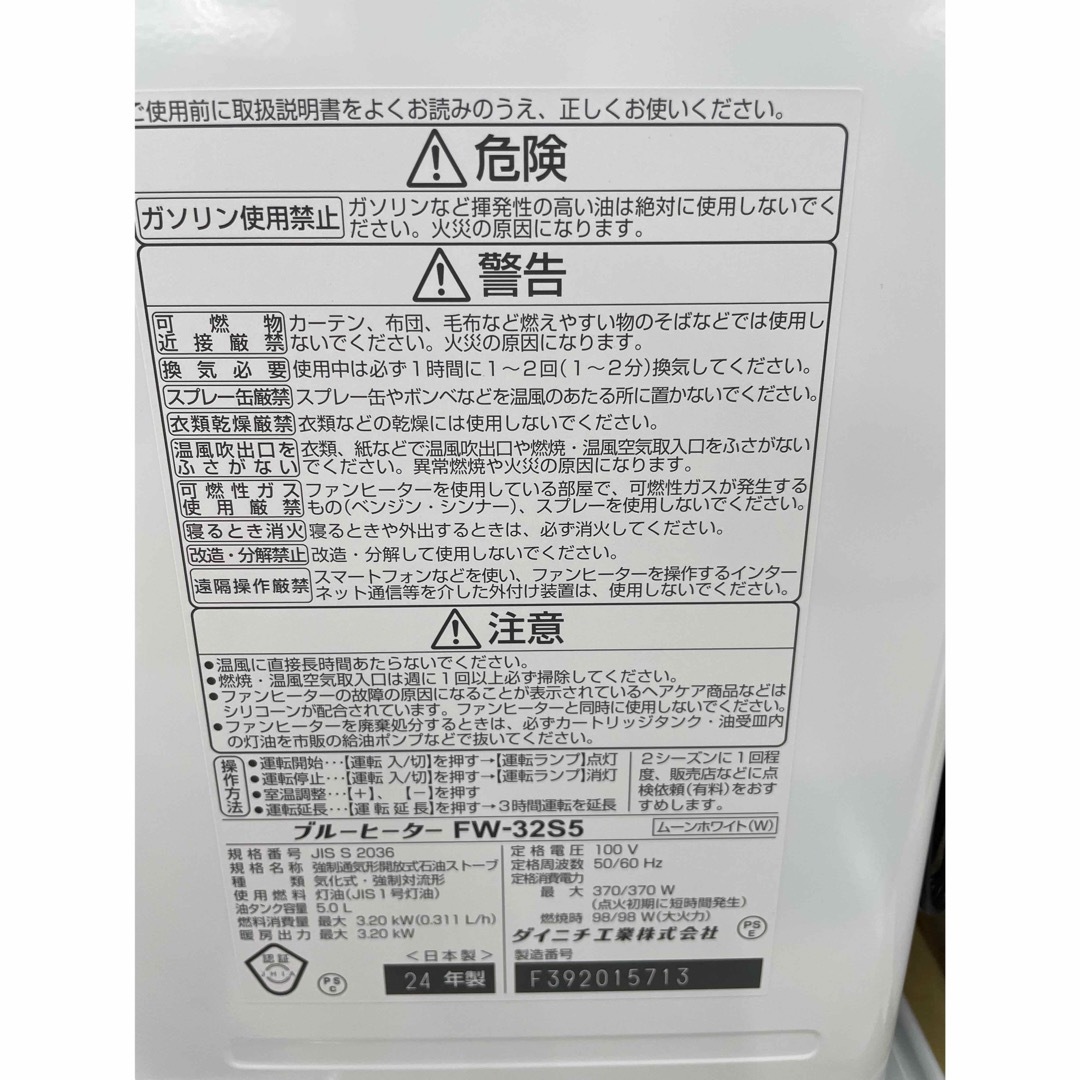 ご使用前に取扱説明書をよくお読みのうえ、正しくお使いください。
危険
ガソリン使用禁止 ガソリンなど揮発性の高い油は絶対に使用しないでく
ださい。火災の原因になります。
警告
可燃物 カーテン、布団、毛布など燃えやすい物のそばなどでは使用し
近接厳禁 ないでください。火災の原因になります。
換気必要 使用中は必ず1時間に1〜2回(1〜2分)換気してください。
スプレー缶厳禁 スプレー缶やボンベなどを温風のあたる所に置かないでください。
衣類乾燥厳禁 衣類などの乾燥には使用しないでください。
温風吹出口を 衣類、紙などで温風吹出口や燃焼・温風空気取入口をふさがない
ふさがない でください。異常燃焼や火災の原因になります。
可燃性ガス ファンヒーターを使用している部屋で、可燃性ガスが発生する
使用厳禁 もの(ベンジン・シンナー)、スプレーを使用しないでください。
寝るとき消火 寝るときや外出するときは、必ず消火してください。
改造・分解禁止 改造・分解して使用しないでください。
遠隔操作厳禁 スマートフォンなどを使い、ファンヒーターを操作するインター
ネット通信等を介した外付け装置は、使用しないでください。
注意
●温風に直接長時間あたらないでください。
●燃焼・温風空気取入口は週に1回以上必ず掃除してください。
●ファンヒーターの故障の原因になることが表示されているヘアケア商品などは
シリコーンが配合されています。ファンヒーターと同時に使用しないでください。
●ファンヒーターを廃棄処分するときは、必ずカートリッジタンク・油受皿内
の灯油を市販の給油ポンプなどで抜いてください。
操作方法
●運転開始…【運転 入/切】を押す→【運転ランプ】点灯
●運転停止…【運転 入/切】を押す→【運転ランプ】消灯
●室温調整…【+】、【−】を押す
●運転延長…【運転延長】を押す→3時間運転を延長
2シーズンに1回程
度、販売店などに点
検依頼(有料)をおす
すめします。
ブルーヒーター FW-32S5 ムーンホワイト(W)
規格番号 JIS S 2036
規格名称 強制通気形開放式石油ストーブ
種類 気化式・強制対流形
使用燃料 灯油(JIS1号灯油)
油タンク容量 5.0 L
燃料消費量 最大 3.20 kW(0.311 L/h)
暖房出力 最大 3.20 kW
定格電圧 100 V
定格周波数 50/60 Hz
定格消費電力
最大 370/370 W
(点火初期に短時間発生)
燃焼時 98/98 W(大火力)
ダイニチ工業株式会社
PS
E
認証
JHIA
PS
C
<日本製>
24 年製
製造番号
F392015713